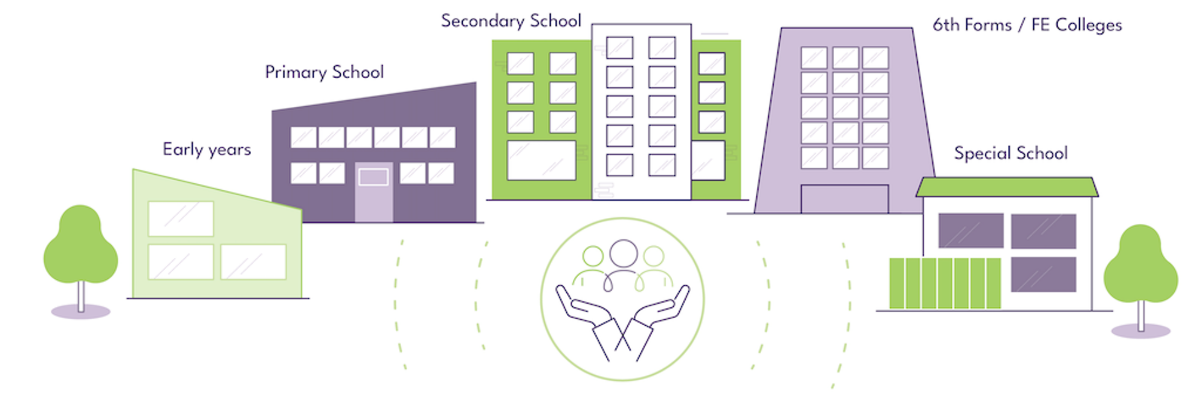 Early years
Primary School
Secondary School
6th Forms / FE Colleges
Special School